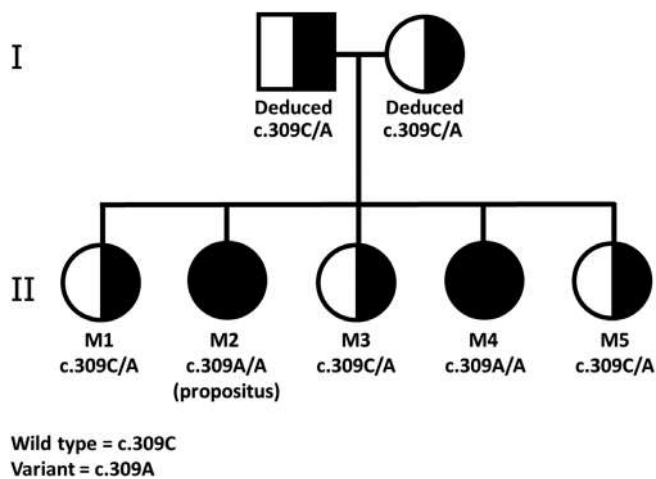 I
Deduced Deduced
c.309C/A c.309C/A
II
M1 M2 M3 M4 M5
c.309C/A c.309A/A c.309C/A c.309A/A c.309C/A
(propositus)
Wild type = c.309C
Variant = c.309A